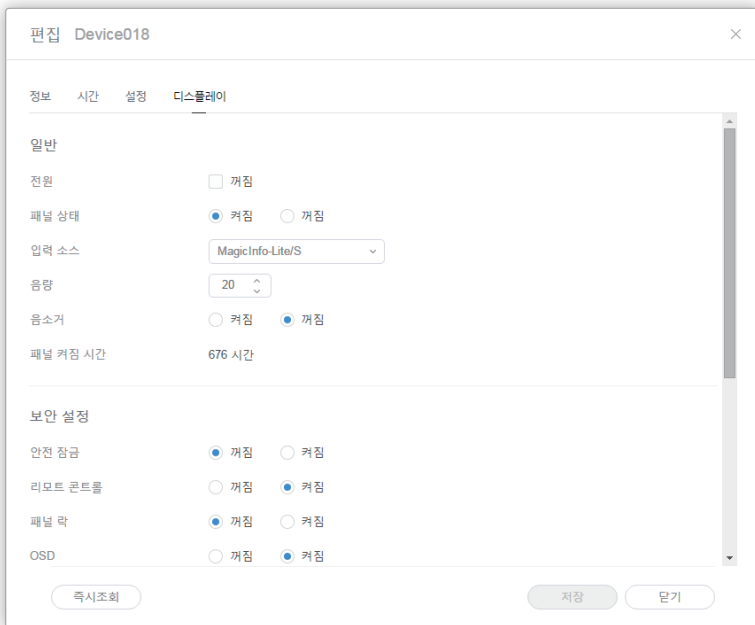 편집 Device018
정보 시간 설정 디스플레이
일반
전원 꺼짐
패널 상태 켜짐 꺼짐
입력 소스 MagicInfo-Lite/S
음량 20
음소거 켜짐 꺼짐
패널 켜짐 시간 676 시간
보안 설정
안전 잠금 꺼짐 켜짐
리모트 콘트롤 꺼짐 켜짐
패널 락 꺼짐 켜짐
OSD 꺼짐 켜짐
즉시조회 저장 닫기